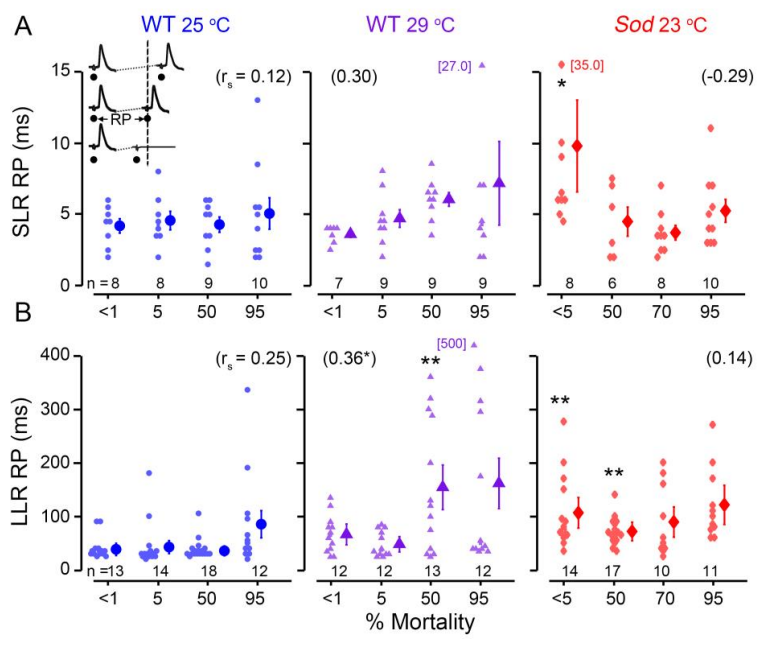 A
WT 25 °C
WT 29 °C
Sod 23 °C
SLR RP (ms)
15
10
5
0
RP
(rs = 0.12)
n = 8 8 9 10
<1 5 50 95
(0.30)
[27.0]
7 9 9 9
<1 5 50 95
[35.0]
*
(-0.29)
8 6 8 10
<5 50 70 95
B
LLR RP (ms)
400
300
200
100
0
(rs = 0.25)
n =13 14 18 12
<1 5 50 95
(0.36*)
[500]
**
12 12 13 12
<1 5 50 95
(0.14)
**
**
14 17 10 11
<5 50 70 95
% Mortality